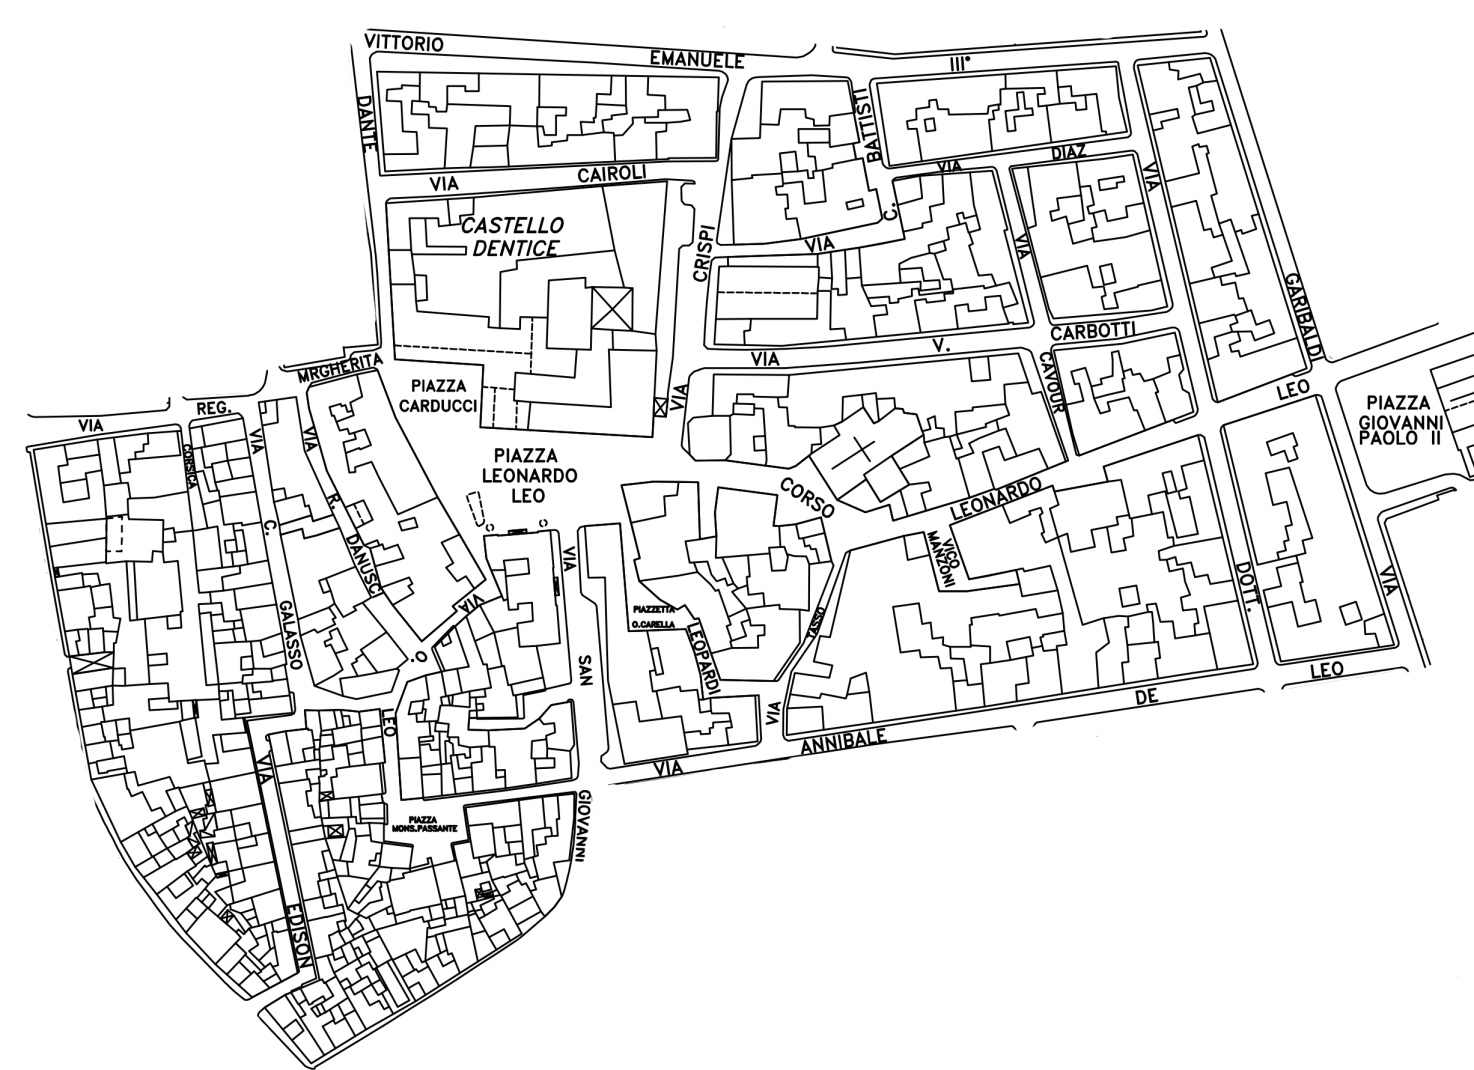 VITTORIO
EMANUELE
III°
DANTE
BATTISTI
VIA
DIAZ
VIA
CAIROLI
VIA
CASTELLO
DENTICE
C.
VIA
CRISPI
VIA
VIA
GARIBALDI
VIA
V.
CARBOTTI
CAVOUR
MRGHERITA
PIAZZA
CARDUCCI
VIA
REG.
VIA
LEO
PIAZZA
GIOVANNI
PAOLO II
CORSICA
VIA
C.
GALASSO
VIA
R.
DANUSCI
PIAZZA
LEONARDO
LEO
CORSO
LEONARDO
VICO
MANZONI
VIA
SAN
GIOVANNI
VIA
O.
LEO
PIAZZETTA
O.CARELLA
LEOPARDI
TASSO
VIA
DOTT.
VIA
VIA
ANNIBALE
DE
LEO
VIA
EDISON
PIAZZA
MONS.PASSANTE